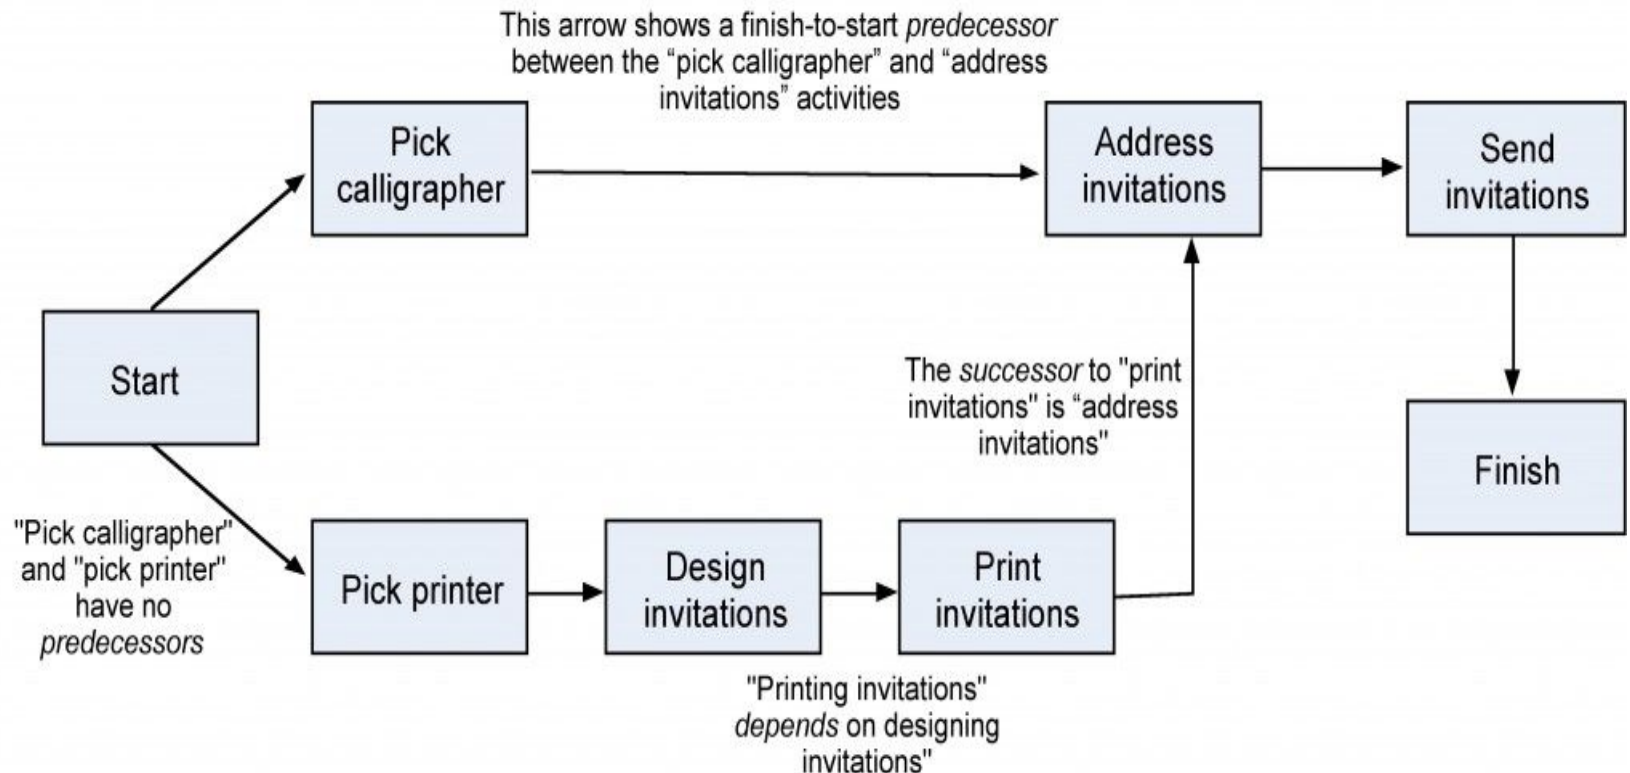 This arrow shows a finish-to-start predecessor
between the “pick calligrapher” and “address
invitations” activities
Pick
calligrapher
Address
invitations
Send
invitations
Start
The successor to "print
invitations" is “address
invitations"
Finish
"Pick calligrapher"
and "pick printer"
have no
predecessors
Pick printer
Design
invitations
Print
invitations
"Printing invitations"
depends on designing
invitations"